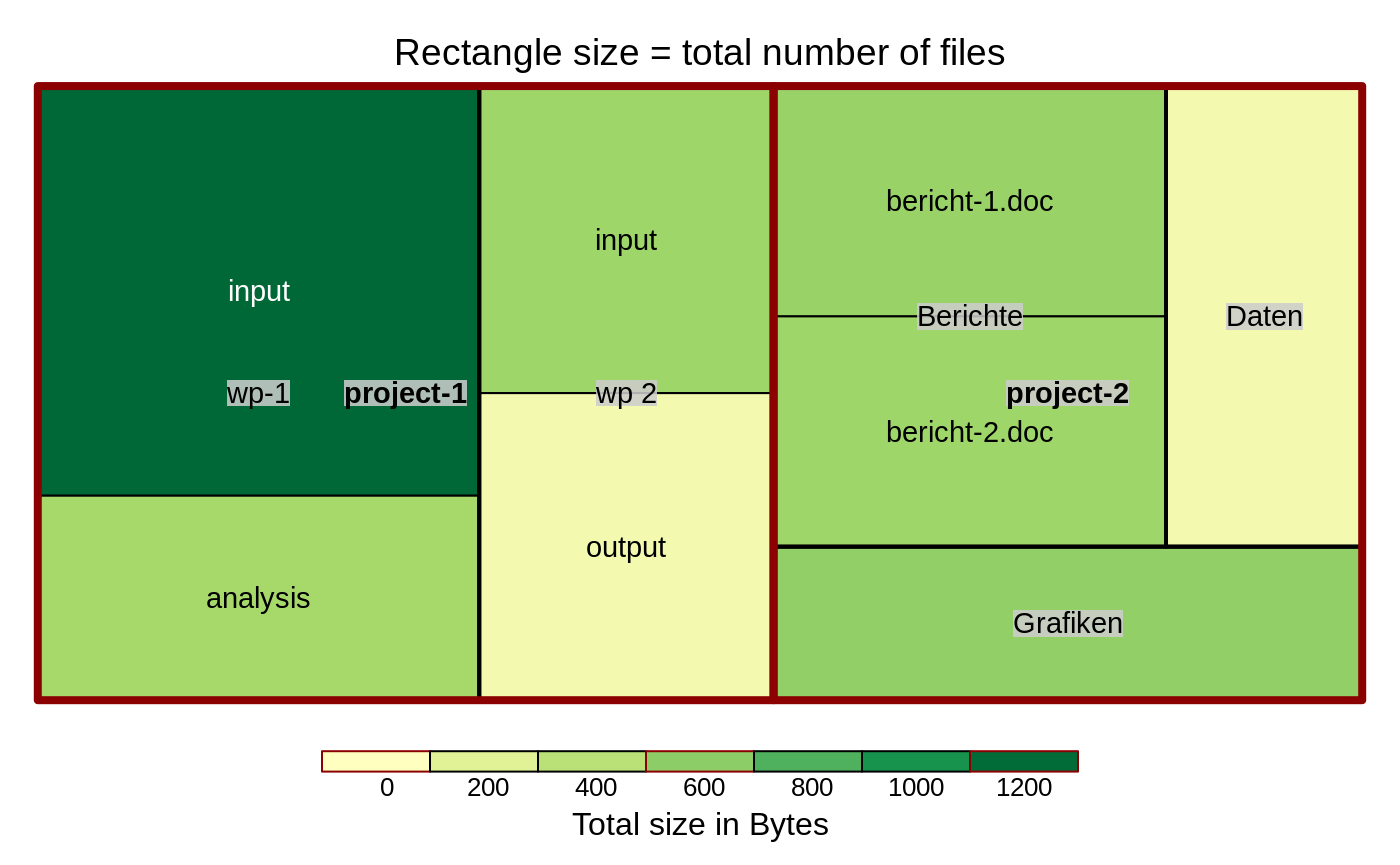 Rectangle size = total number of files
input
wp-1
project-1
analysis
input
wp 2
output
bericht-1.doc
Berichte
project-2
bericht-2.doc
Daten
Grafiken
0 200 400 600 800 1000 1200
Total size in Bytes